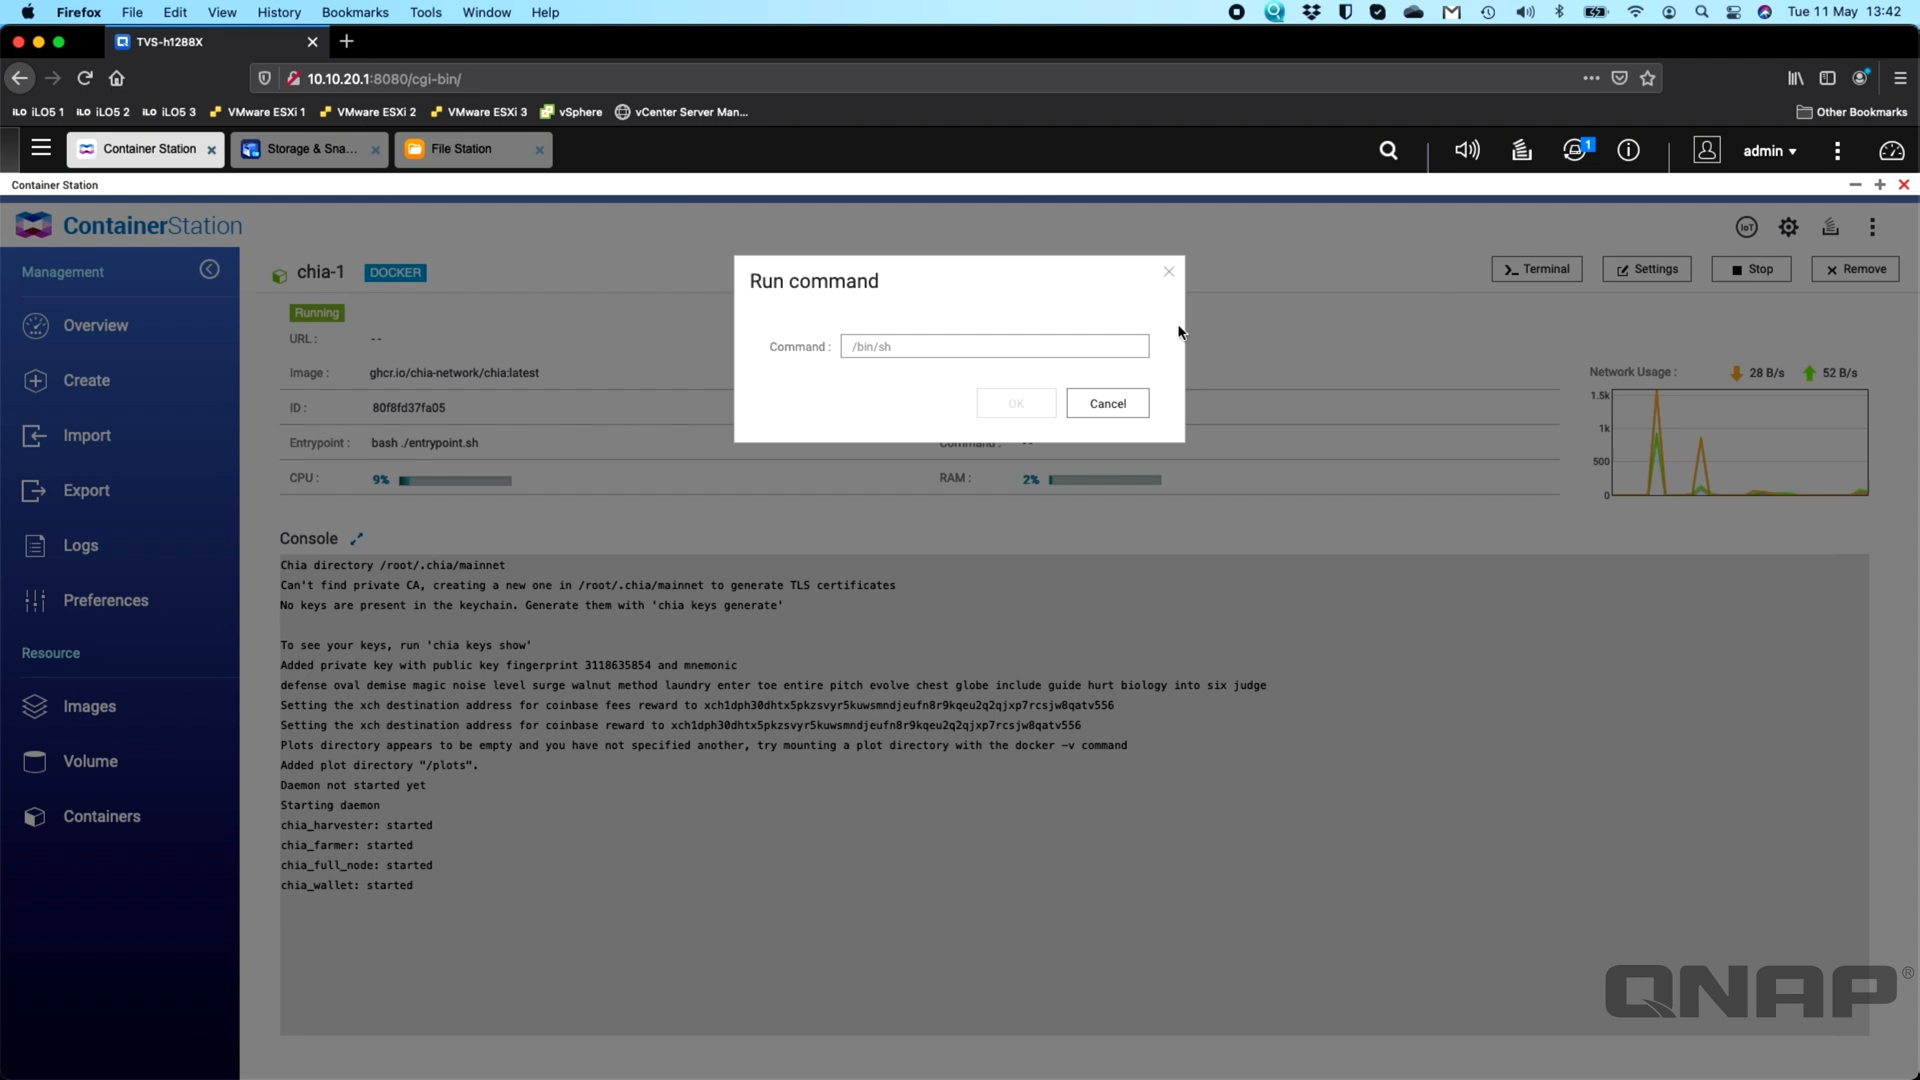 Firefox File Edit View History Bookmarks Tools Window Help Tue 11 May 13:42
TVS-h1288X
10.10.20.1:8080/cgi-bin/
iLO iLO5 1 iLO iLO5 2 iLO iLO5 3 VMware ESXi 1 VMware ESXi 2 VMware ESXi 3 vSphere vCenter Server Man... Other Bookmarks
Container Station Storage & Sna... File Station 1 admin
Container Station
ContainerStation IoT
Management
Overview
Create
Import
Export
Logs
Preferences
Resource
Images
Volume
Containers
chia-1 DOCKER Terminal Settings Stop Remove
Running
URL : --
Image : ghcr.io/chia-network/chia:latest
ID : 80f8fd37fa05
Entrypoint : bash ./entrypoint.sh Command : --
CPU : 9% RAM : 2%
Network Usage : 28 B/s 52 B/s
1.5k
1k
500
0
Run command
Command : /bin/sh
OK Cancel
Console
Chia directory /root/.chia/mainnet
Can't find private CA, creating a new one in /root/.chia/mainnet to generate TLS certificates
No keys are present in the keychain. Generate them with 'chia keys generate'
To see your keys, run 'chia keys show'
Added private key with public key fingerprint 3118635854 and mnemonic
defense oval demise magic noise level surge walnut method laundry enter toe entire pitch evolve chest globe include guide hurt biology into six judge
Setting the xch destination address for coinbase fees reward to xch1dph30dhtx5pkzsvyr5kuwsmndjeufn8r9kqeu2q2qjxp7rcsjw8qatv556
Setting the xch destination address for coinbase reward to xch1dph30dhtx5pkzsvyr5kuwsmndjeufn8r9kqeu2q2qjxp7rcsjw8qatv556
Plots directory appears to be empty and you have not specified another, try mounting a plot directory with the docker -v command
Added plot directory "/plots".
Daemon not started yet
Starting daemon
chia_harvester: started
chia_farmer: started
chia_full_node: started
chia_wallet: started
QNAP®